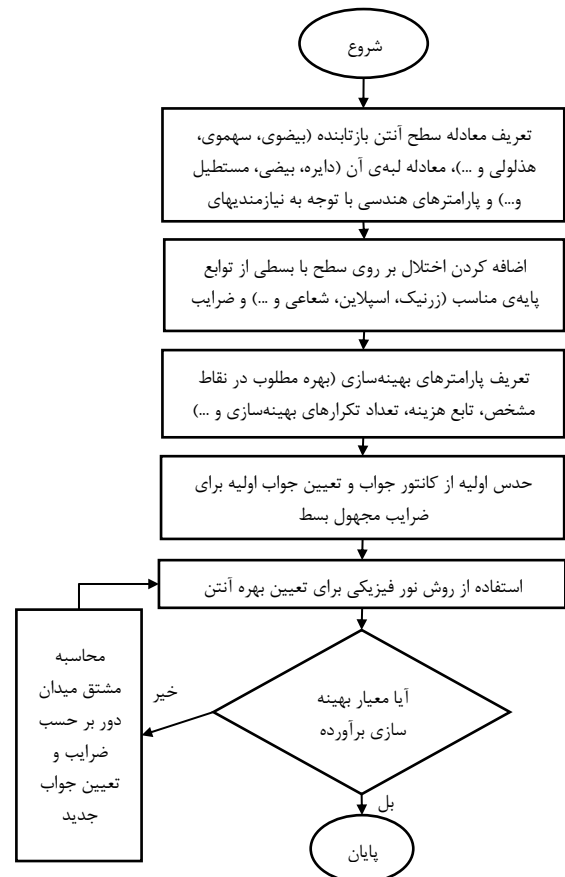 شروع
تعریف معادله سطح آنتن بازتابنده (بیضوی، سهموی،
هذلولی و ...)، معادله لبه‌ی آن (دایره، بیضی، مستطیل
و...) و پارامترهای هندسی با توجه به نیازمندیهای
اضافه کردن اختلال بر روی سطح با بسطی از توابع
پایه‌ی مناسب (زرنیک، اسپلاین، شعاعی و ...) و ضرایب
تعریف پارامترهای بهینه‌سازی (بهره مطلوب در نقاط
مشخص، تابع هزینه، تعداد تکرارهای بهینه‌سازی و ...)
حدس اولیه از کانتور جواب و تعیین جواب اولیه برای
ضرایب مجهول بسط
استفاده از روش نور فیزیکی برای تعیین بهره آنتن
آیا معیار بهینه
سازی برآورده
خیر
محاسبه
مشتق میدان
دور بر حسب
ضرایب و
تعیین جواب
جدید
بل
پایان